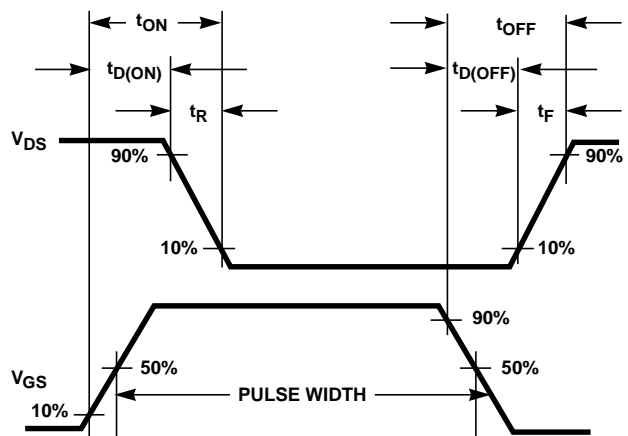 tON
tOFF
tD(ON)
tD(OFF)
tR
tF
VDS
90%
90%
10%
10%
90%
50%
50%
VGS
PULSE WIDTH
10%